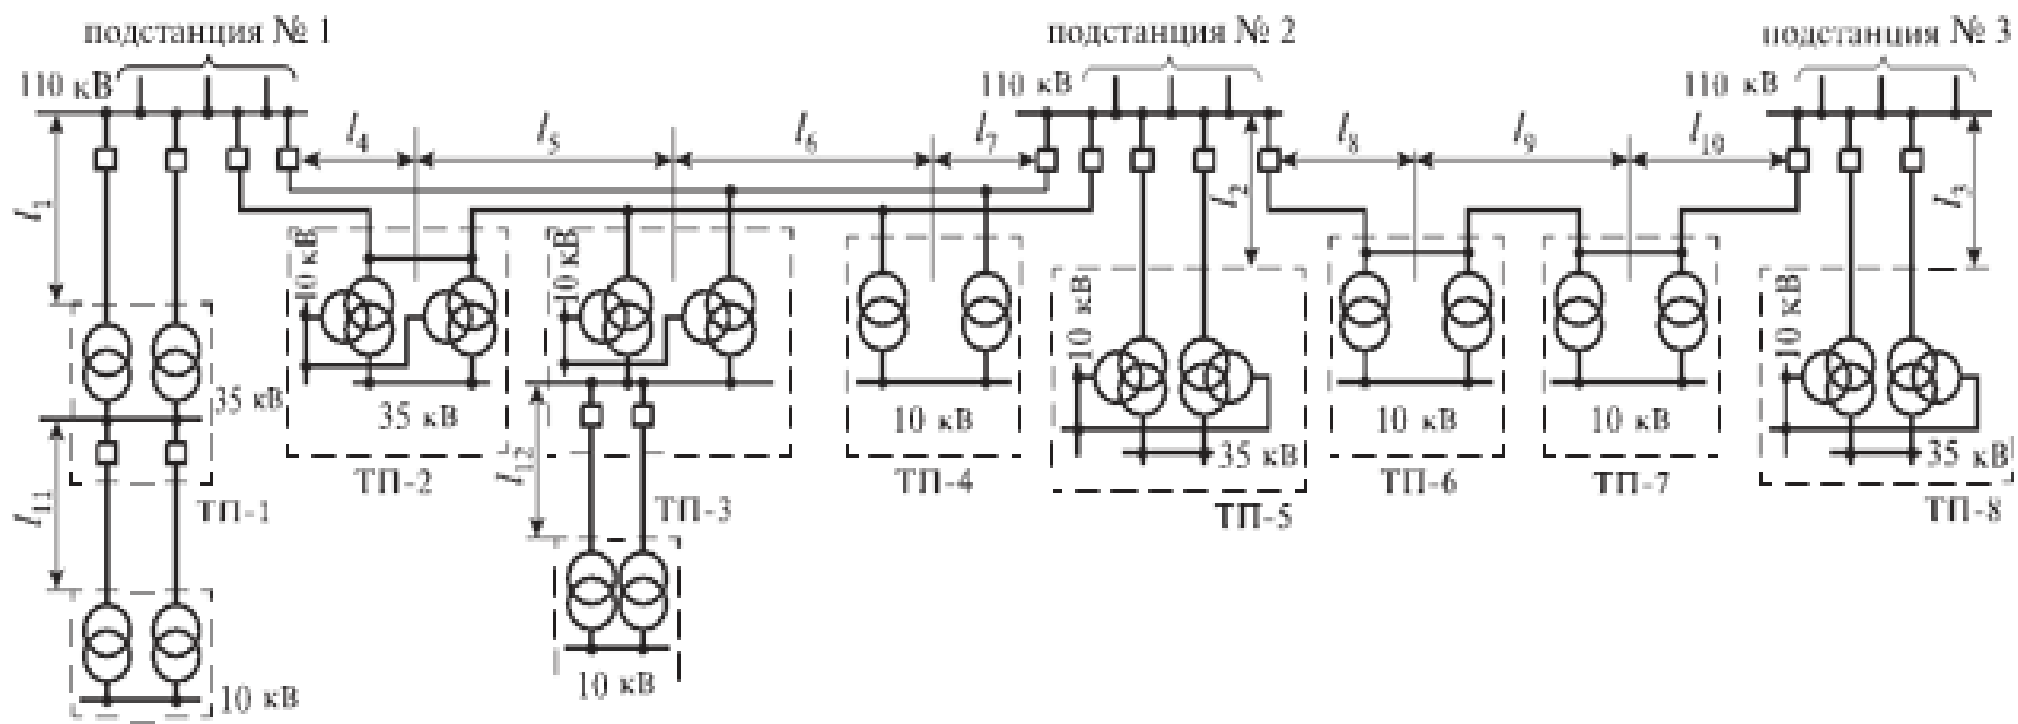 подстанция № 1
подстанция № 2
подстанция № 3
110 кВ
110 кВ
110 кВ
l4
l5
l6
l7
l8
l9
l10
l1
l2
l3
10 кВ
10 кВ
10 кВ
10 кВ
35 кВ
35 кВ
10 кВ
10 кВ
10 кВ
35 кВ
35 кВ
l11
l12
ТП-1
ТП-2
ТП-3
ТП-4
ТП-5
ТП-6
ТП-7
ТП-8
10 кВ
10 кВ